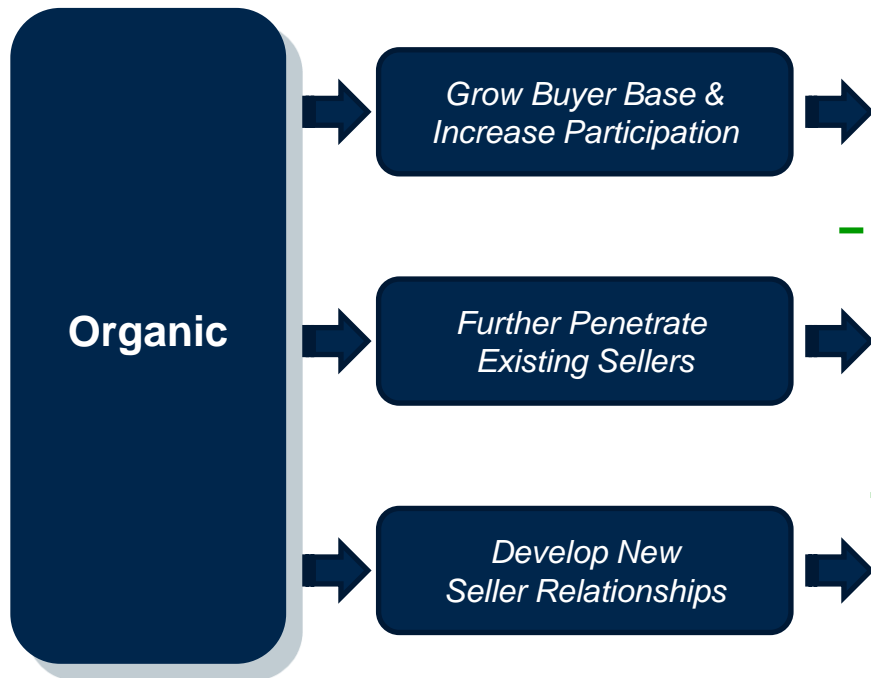 Organic
Grow Buyer Base &
Increase Participation
Further Penetrate
Existing Sellers
Develop New
Seller Relationships